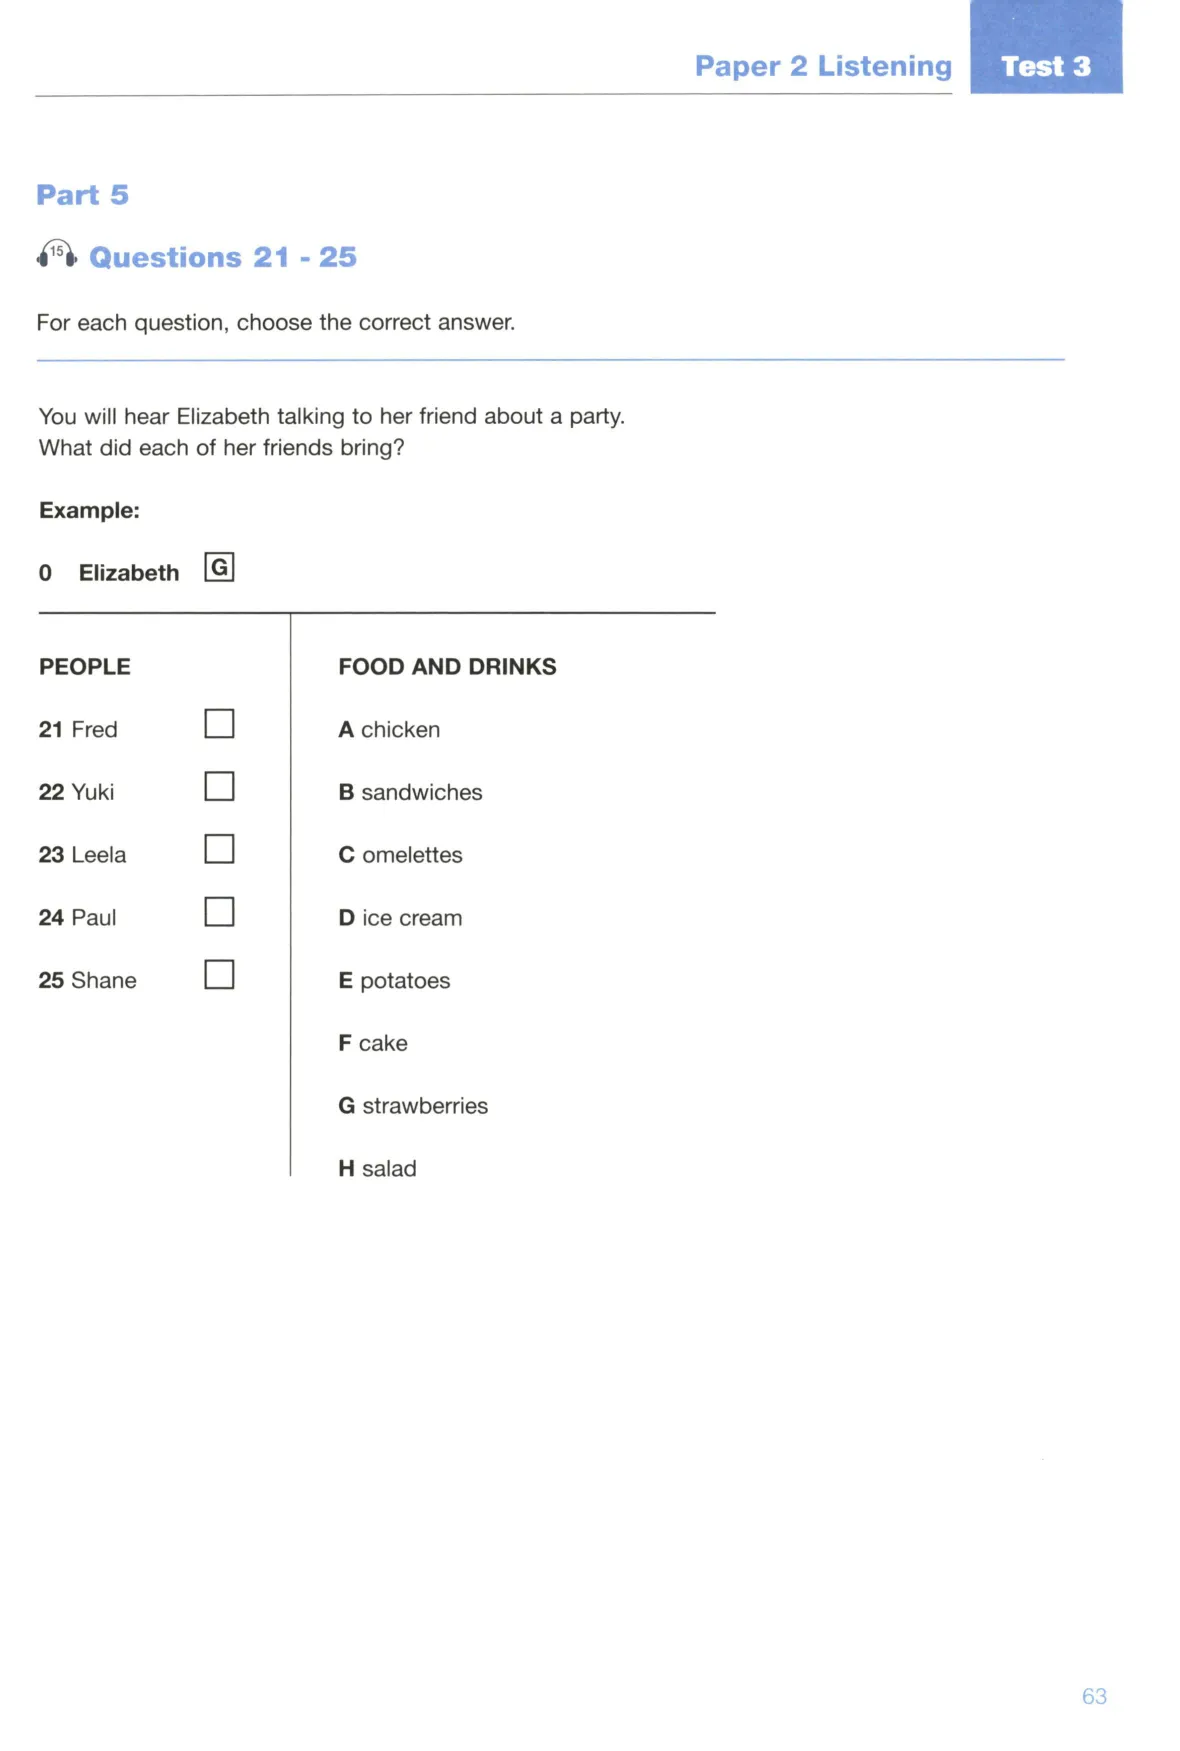 Paper 2 Listening Test 3
Part 5
15 Questions 21 - 25
For each question, choose the correct answer.
You will hear Elizabeth talking to her friend about a party.
What did each of her friends bring?
Example:
0 Elizabeth G
PEOPLE
21 Fred
22 Yuki
23 Leela
24 Paul
25 Shane
FOOD AND DRINKS
A chicken
B sandwiches
C omelettes
D ice cream
E potatoes
F cake
G strawberries
H salad
63